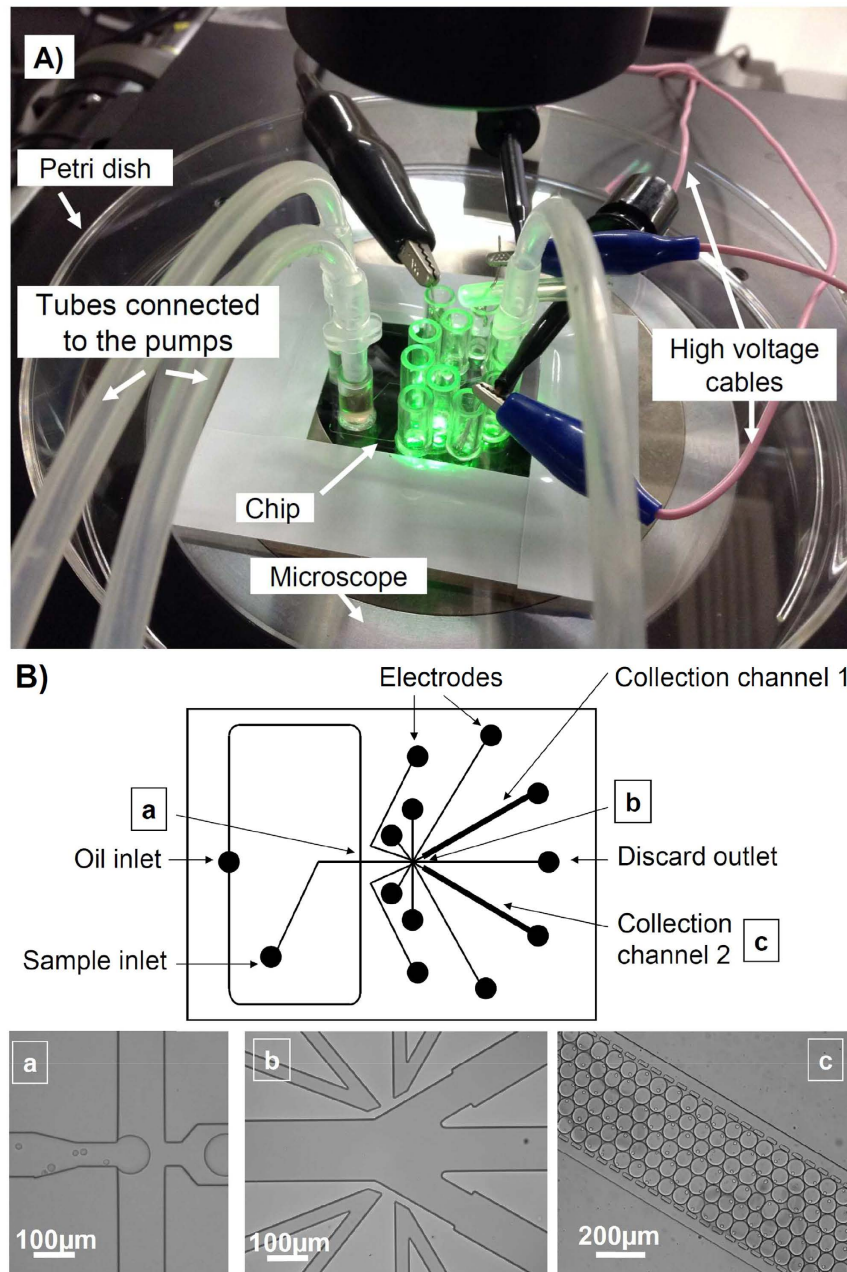 A)
Petri dish
Tubes connected
to the pumps
High voltage
cables
Chip
Microscope
B)
Electrodes
Collection channel 1
a
b
Oil inlet
Discard outlet
Sample inlet
Collection
channel 2
c
a
b
c
100μm
100μm
200μm